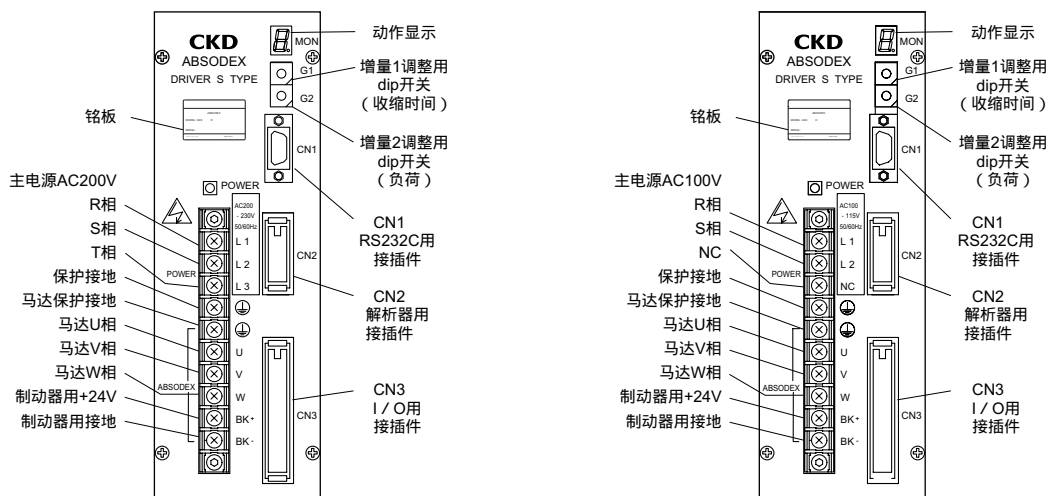 CKD
ABSODEX
DRIVER S TYPE
MON
G1
G2
CN1
POWER
AC200
~230V
50/60Hz
L 1
L 2
L 3
POWER
CN2
U
V
W
ABSODEX
BK+
BK-
CN3
铭板
主电源AC200V
R相
S相
T相
保护接地
马达保护接地
马达U相
马达V相
马达W相
制动器用+24V
制动器用接地
动作显示
增量1调整用
dip开关
（收缩时间）
增量2调整用
dip开关
（负荷）
CN1
RS232C用
接插件
CN2
解析器用
接插件
CN3
I／O用
接插件
CKD
ABSODEX
DRIVER S TYPE
MON
G1
G2
CN1
POWER
AC100
~115V
50/60Hz
L 1
L 2
NC
POWER
CN2
U
V
W
ABSODEX
BK+
BK-
CN3
铭板
主电源AC100V
R相
S相
NC
保护接地
马达保护接地
马达U相
马达V相
马达W相
制动器用+24V
制动器用接地
动作显示
增量1调整用
dip开关
（收缩时间）
增量2调整用
dip开关
（负荷）
CN1
RS232C用
接插件
CN2
解析器用
接插件
CN3
I／O用
接插件